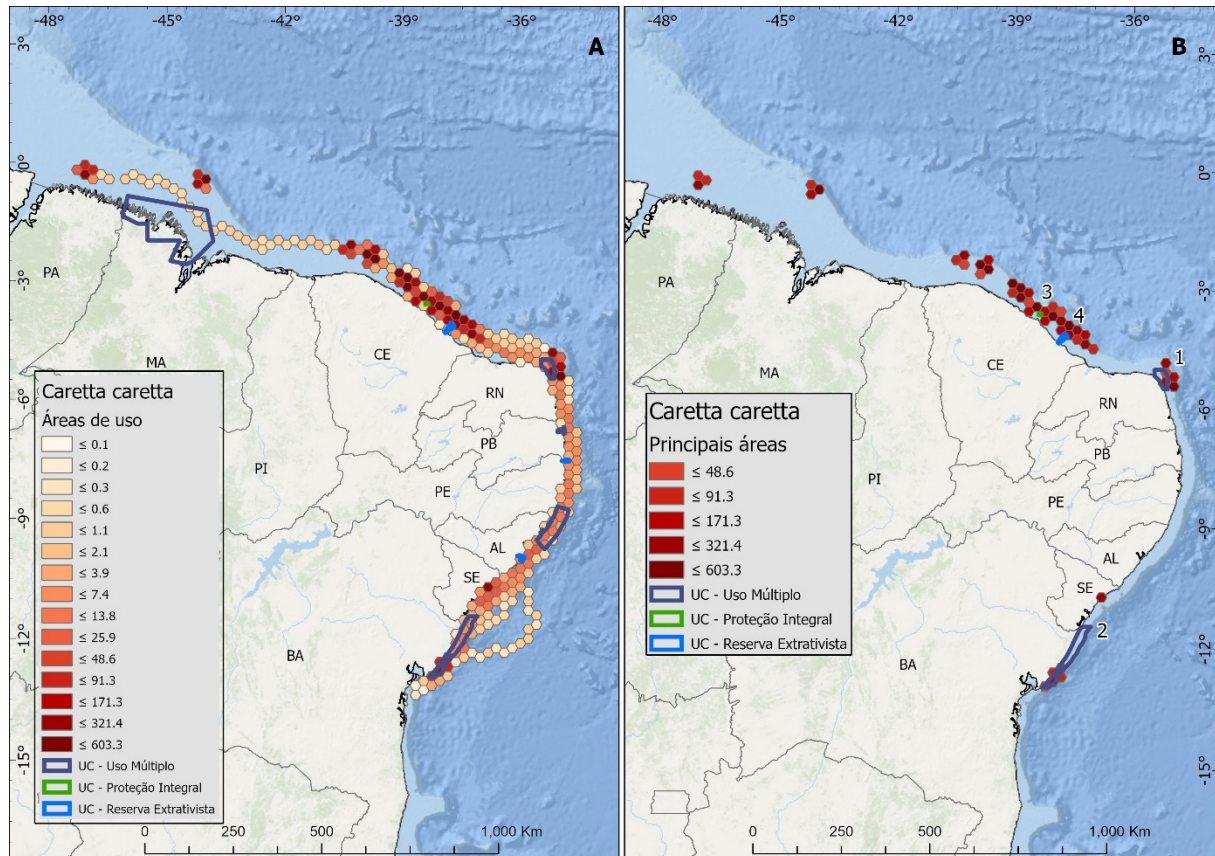 -48°
-45°
-42°
-39°
-36°
A
3°
0°
-3°
-6°
-9°
-12°
-15°
PA
MA
CE
RN
PB
PI
PE
AL
SE
BA
Caretta caretta
Áreas de uso
≤ 0.1
≤ 0.2
≤ 0.3
≤ 0.6
≤ 1.1
≤ 2.1
≤ 3.9
≤ 7.4
≤ 13.8
≤ 25.9
≤ 48.6
≤ 91.3
≤ 171.3
≤ 321.4
≤ 603.3
UC - Uso Múltiplo
UC - Proteção Integral
UC - Reserva Extrativista
0 250 500 1,000 Km
-48°
-45°
-42°
-39°
-36°
B
3°
0°
-3°
-6°
-9°
-12°
-15°
3
4
1
2
PA
MA
CE
RN
PB
PI
PE
AL
SE
BA
Caretta caretta
Principais áreas
≤ 48.6
≤ 91.3
≤ 171.3
≤ 321.4
≤ 603.3
UC - Uso Múltiplo
UC - Proteção Integral
UC - Reserva Extrativista
0 250 500 1,000 Km